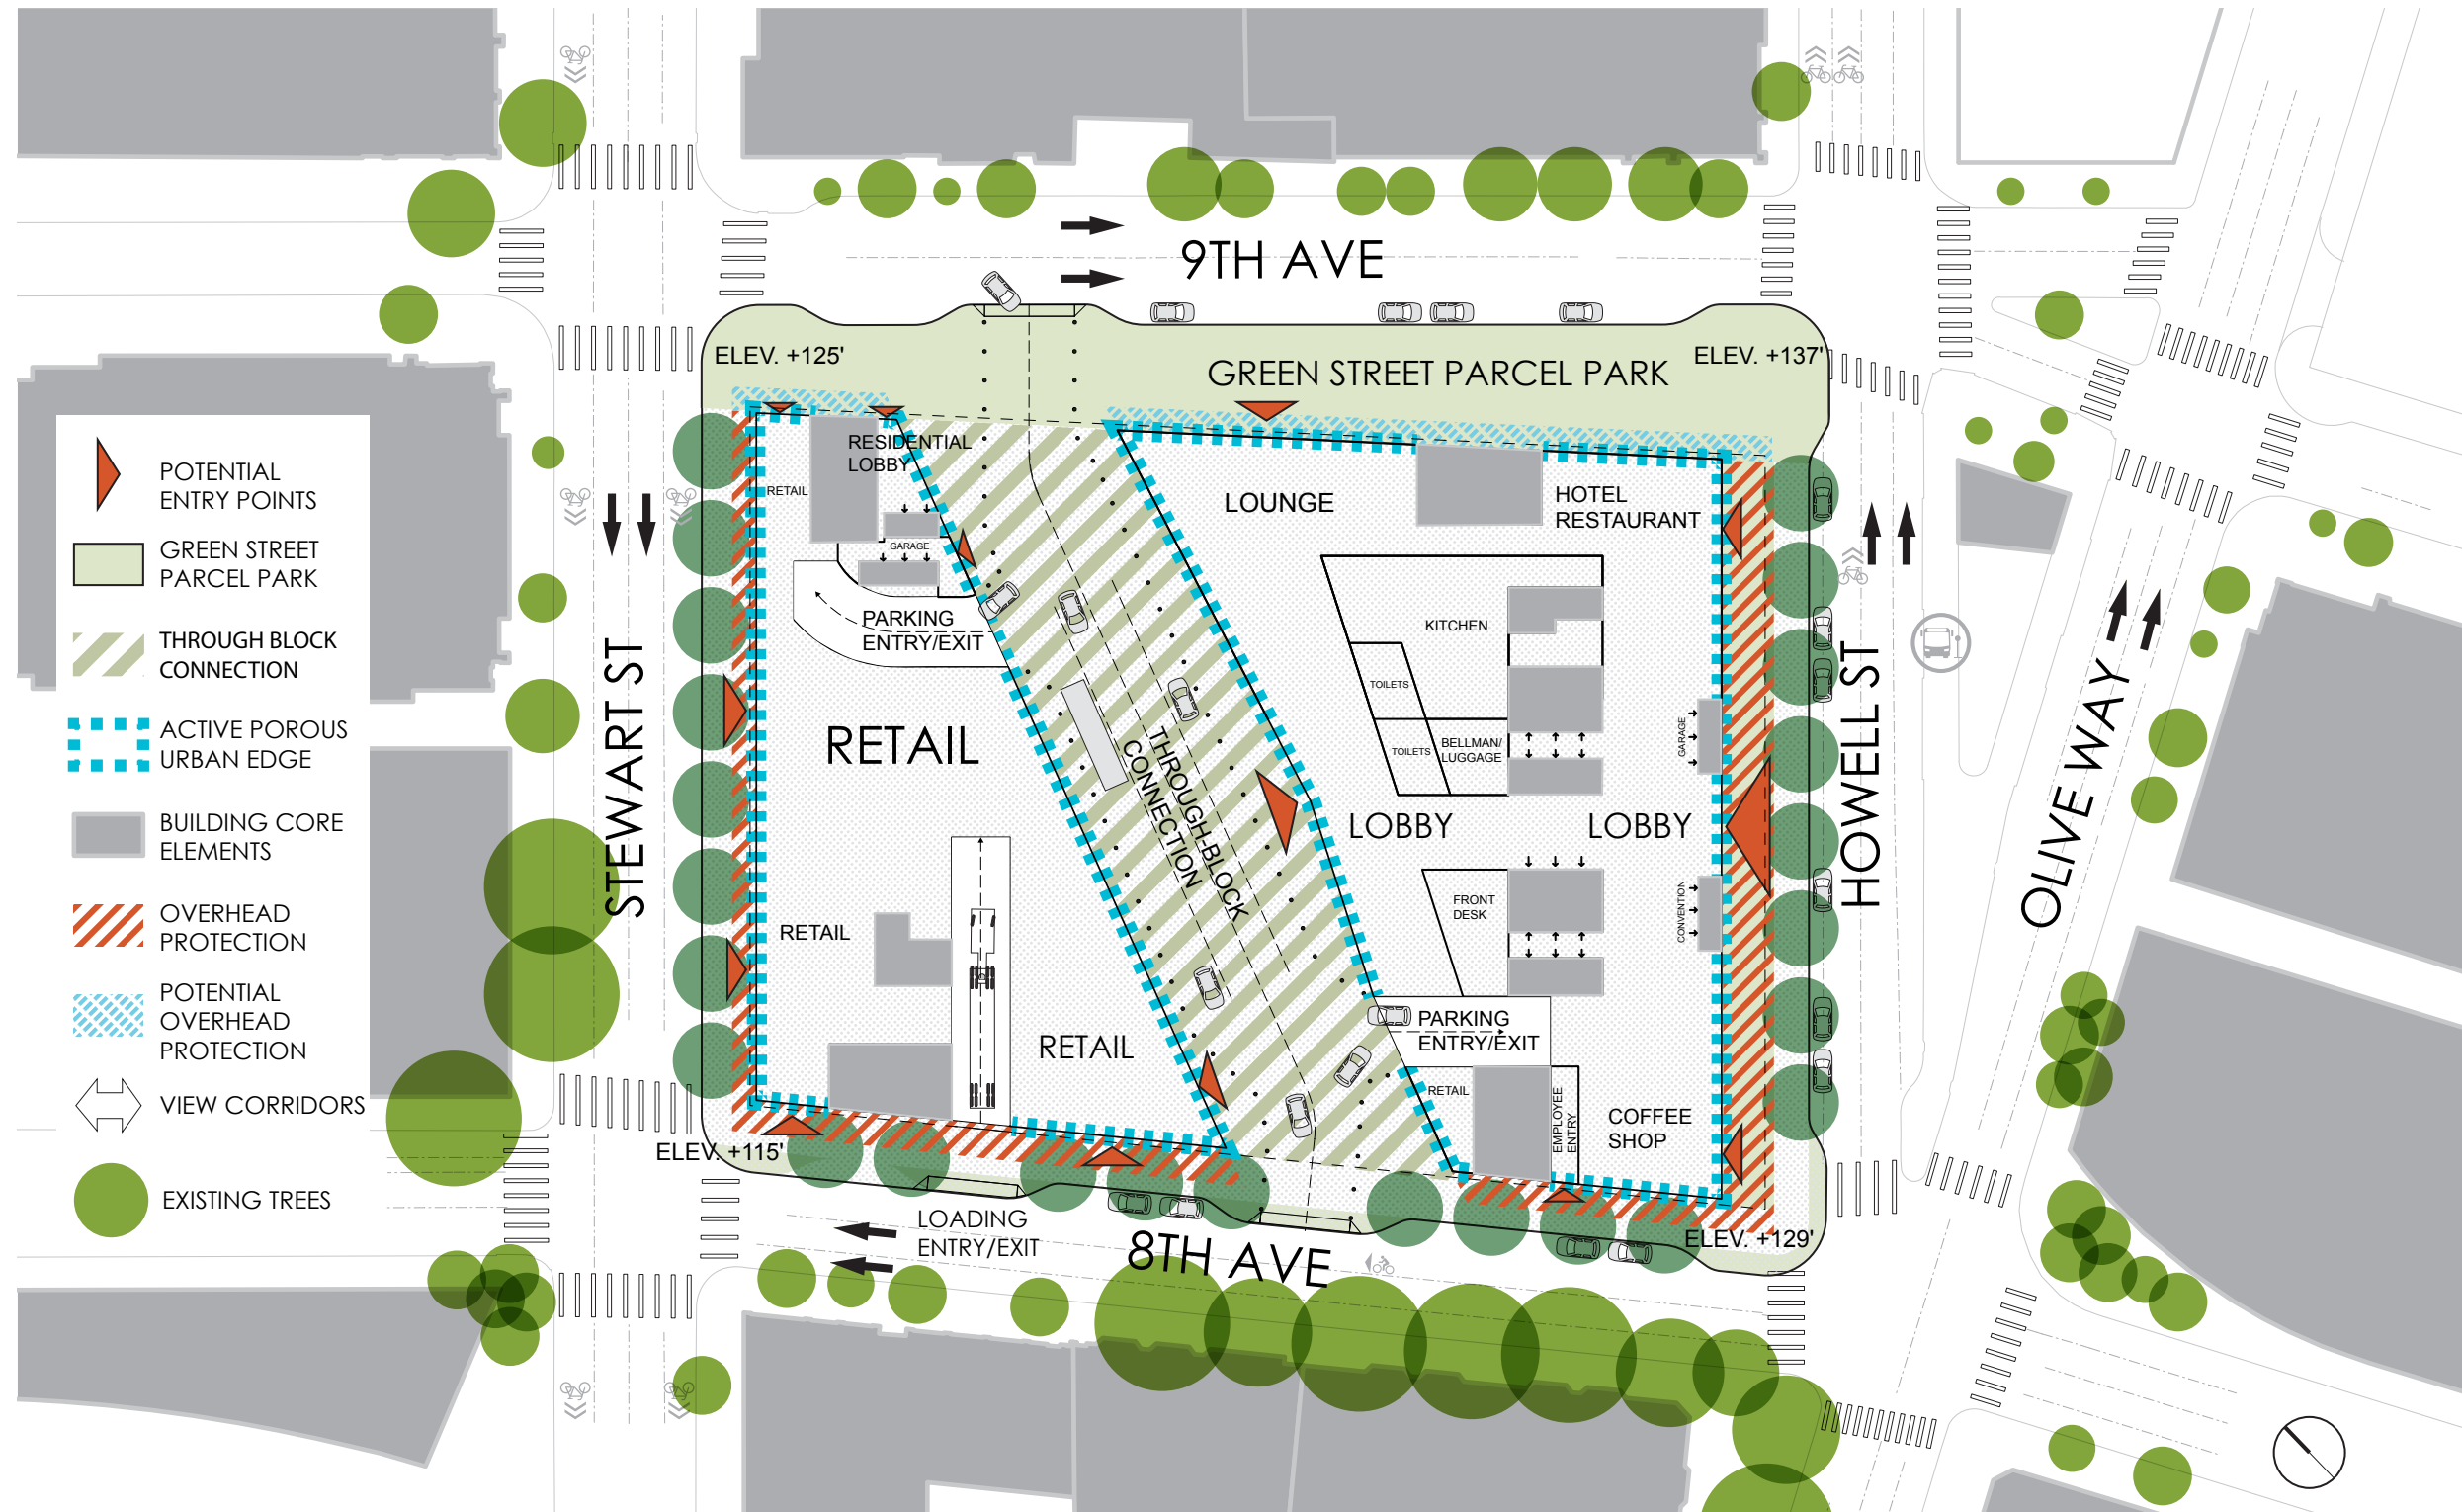 9TH AVE
ELEV. +125'
GREEN STREET PARCEL PARK
ELEV. +137'
POTENTIAL
ENTRY POINTS
GREEN STREET
PARCEL PARK
THROUGH BLOCK
CONNECTION
ACTIVE POROUS
URBAN EDGE
BUILDING CORE
ELEMENTS
OVERHEAD
PROTECTION
POTENTIAL
OVERHEAD
PROTECTION
VIEW CORRIDORS
EXISTING TREES
STEWART ST
RESIDENTIAL
LOBBY
RETAIL
GARAGE
PARKING
ENTRY/EXIT
RETAIL
RETAIL
RETAIL
THROUGH-BLOCK
CONNECTION
LOUNGE
HOTEL
RESTAURANT
KITCHEN
TOILETS
TOILETS
BELLMAN/
LUGGAGE
GARAGE
LOBBY
LOBBY
FRONT
DESK
CONVENTION
PARKING
ENTRY/EXIT
RETAIL
EMPLOYEE
ENTRY
COFFEE
SHOP
HOWELL ST
OLIVE WAY
ELEV. +115'
LOADING
ENTRY/EXIT
8TH AVE
ELEV. +129'